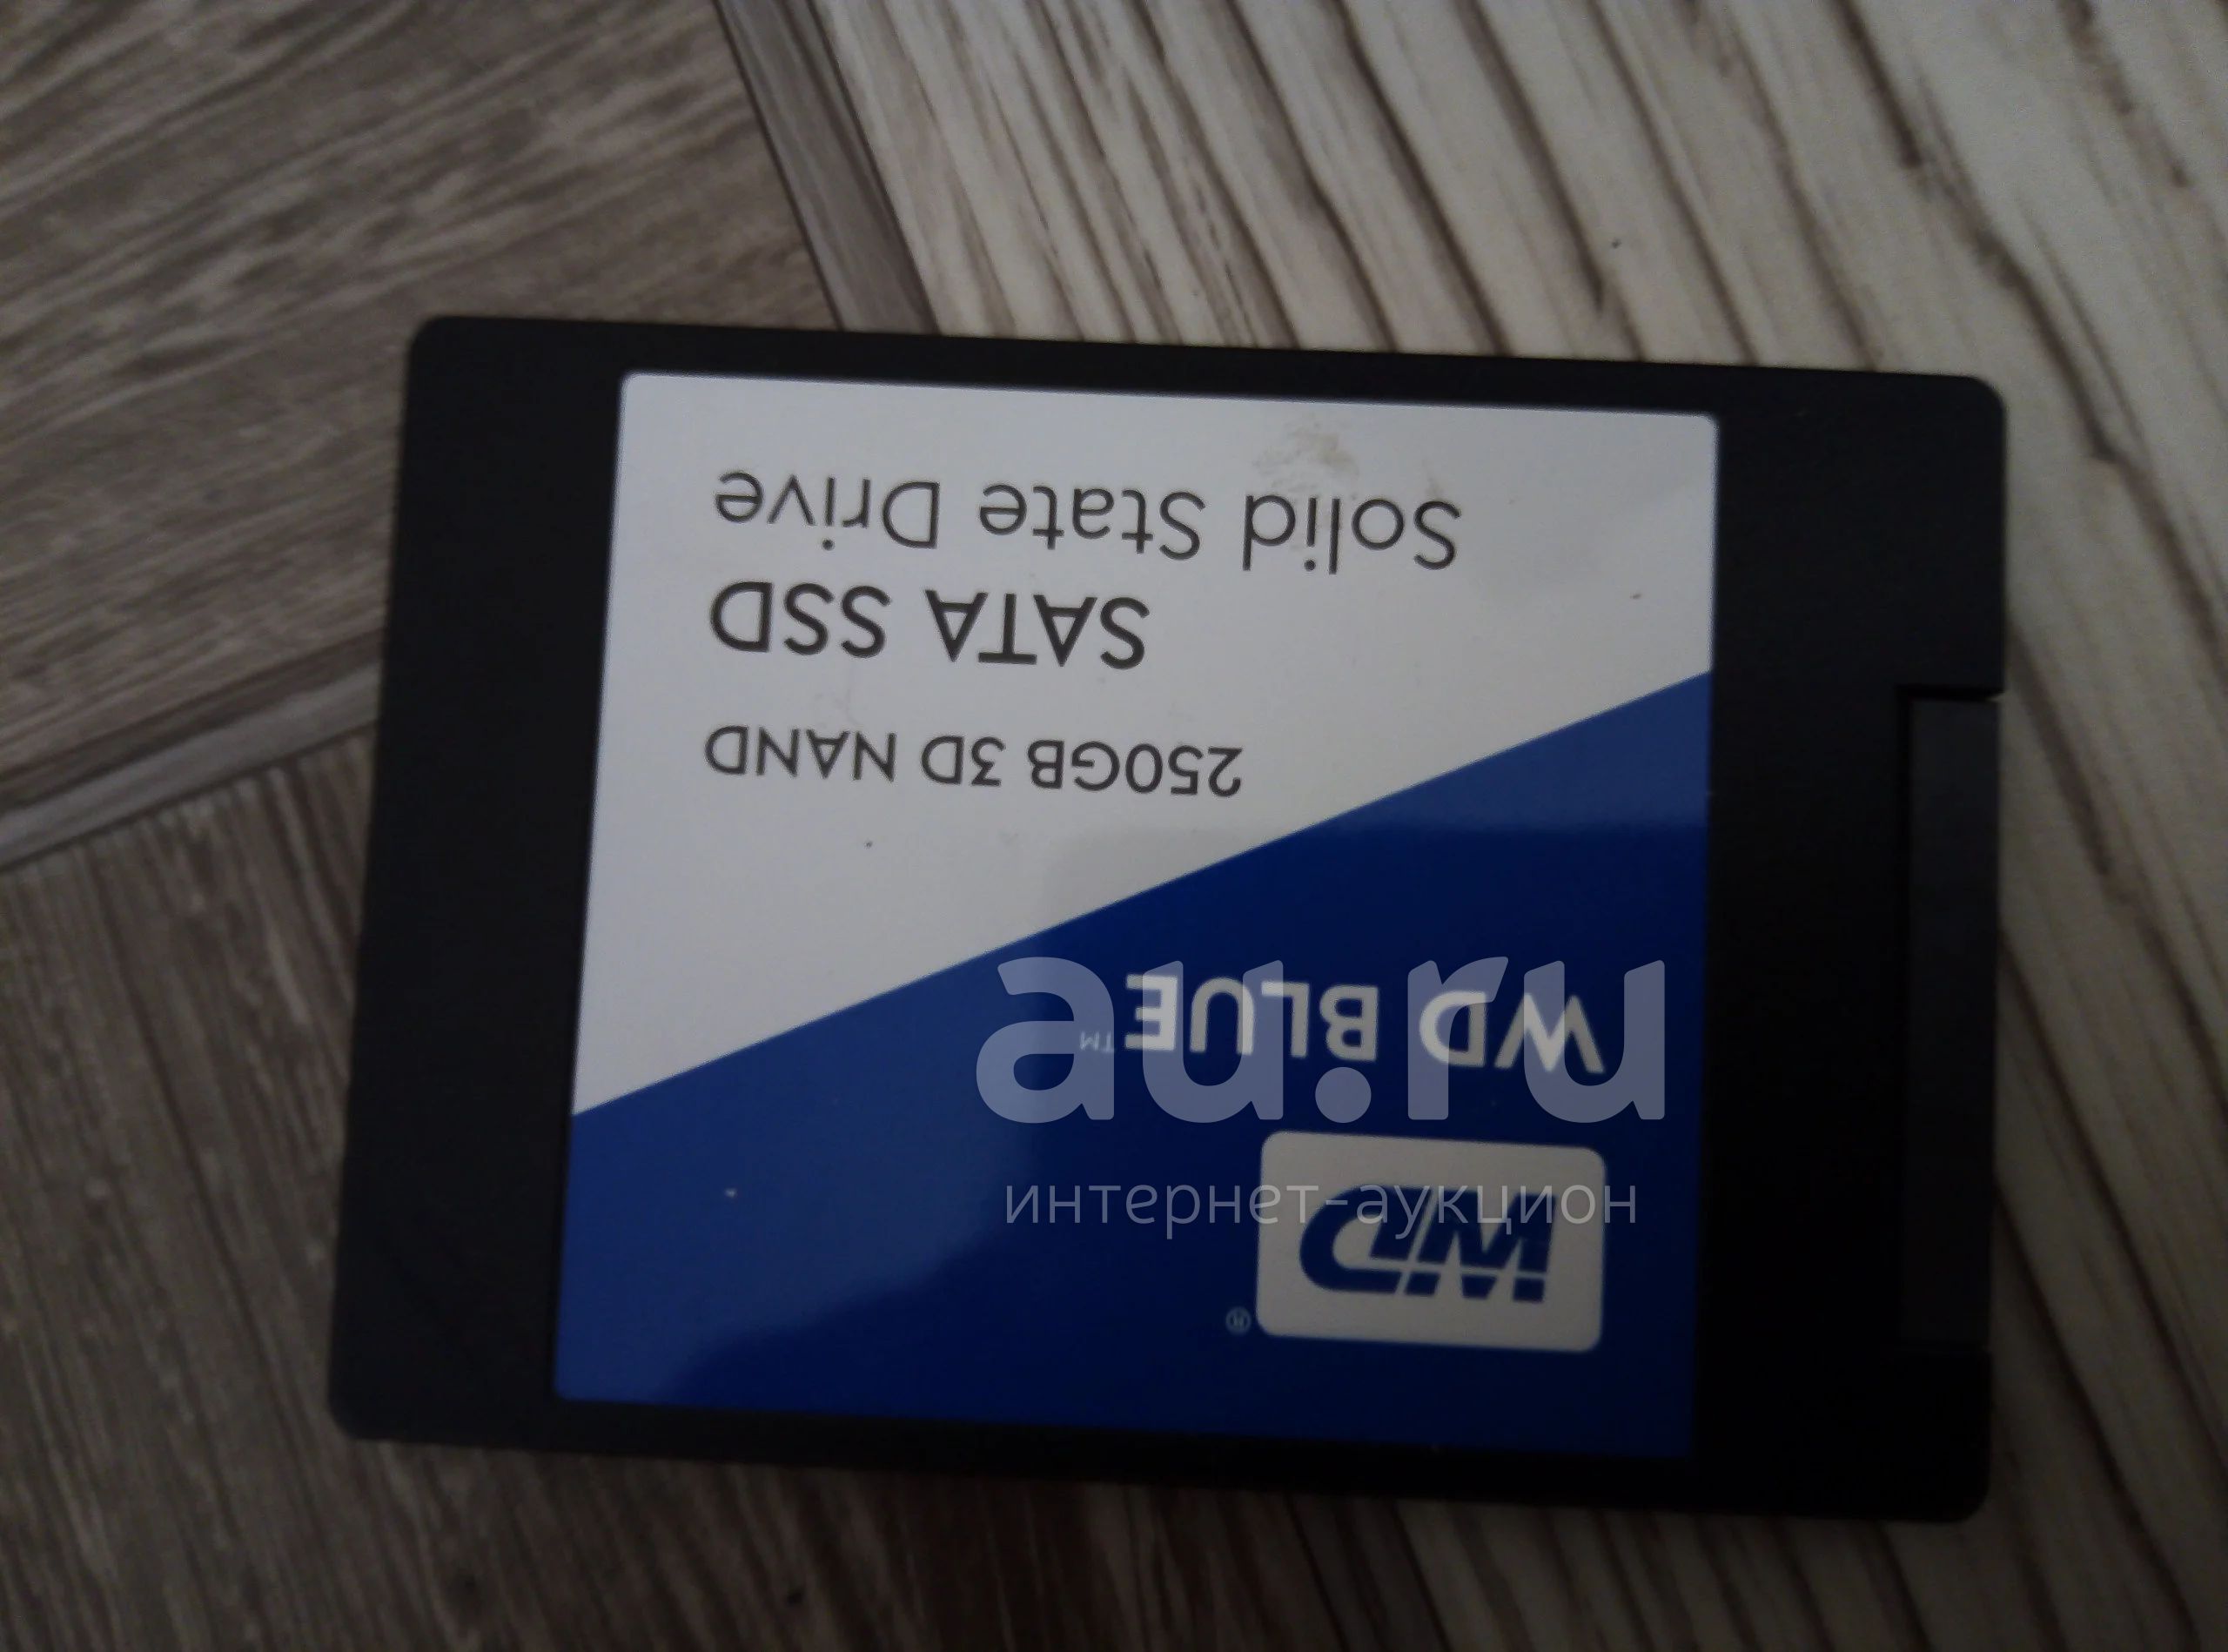 WD
®
WD BLUE™
250GB 3D NAND
SATA SSD
Solid State Drive
au.ru
интернет-аукцион